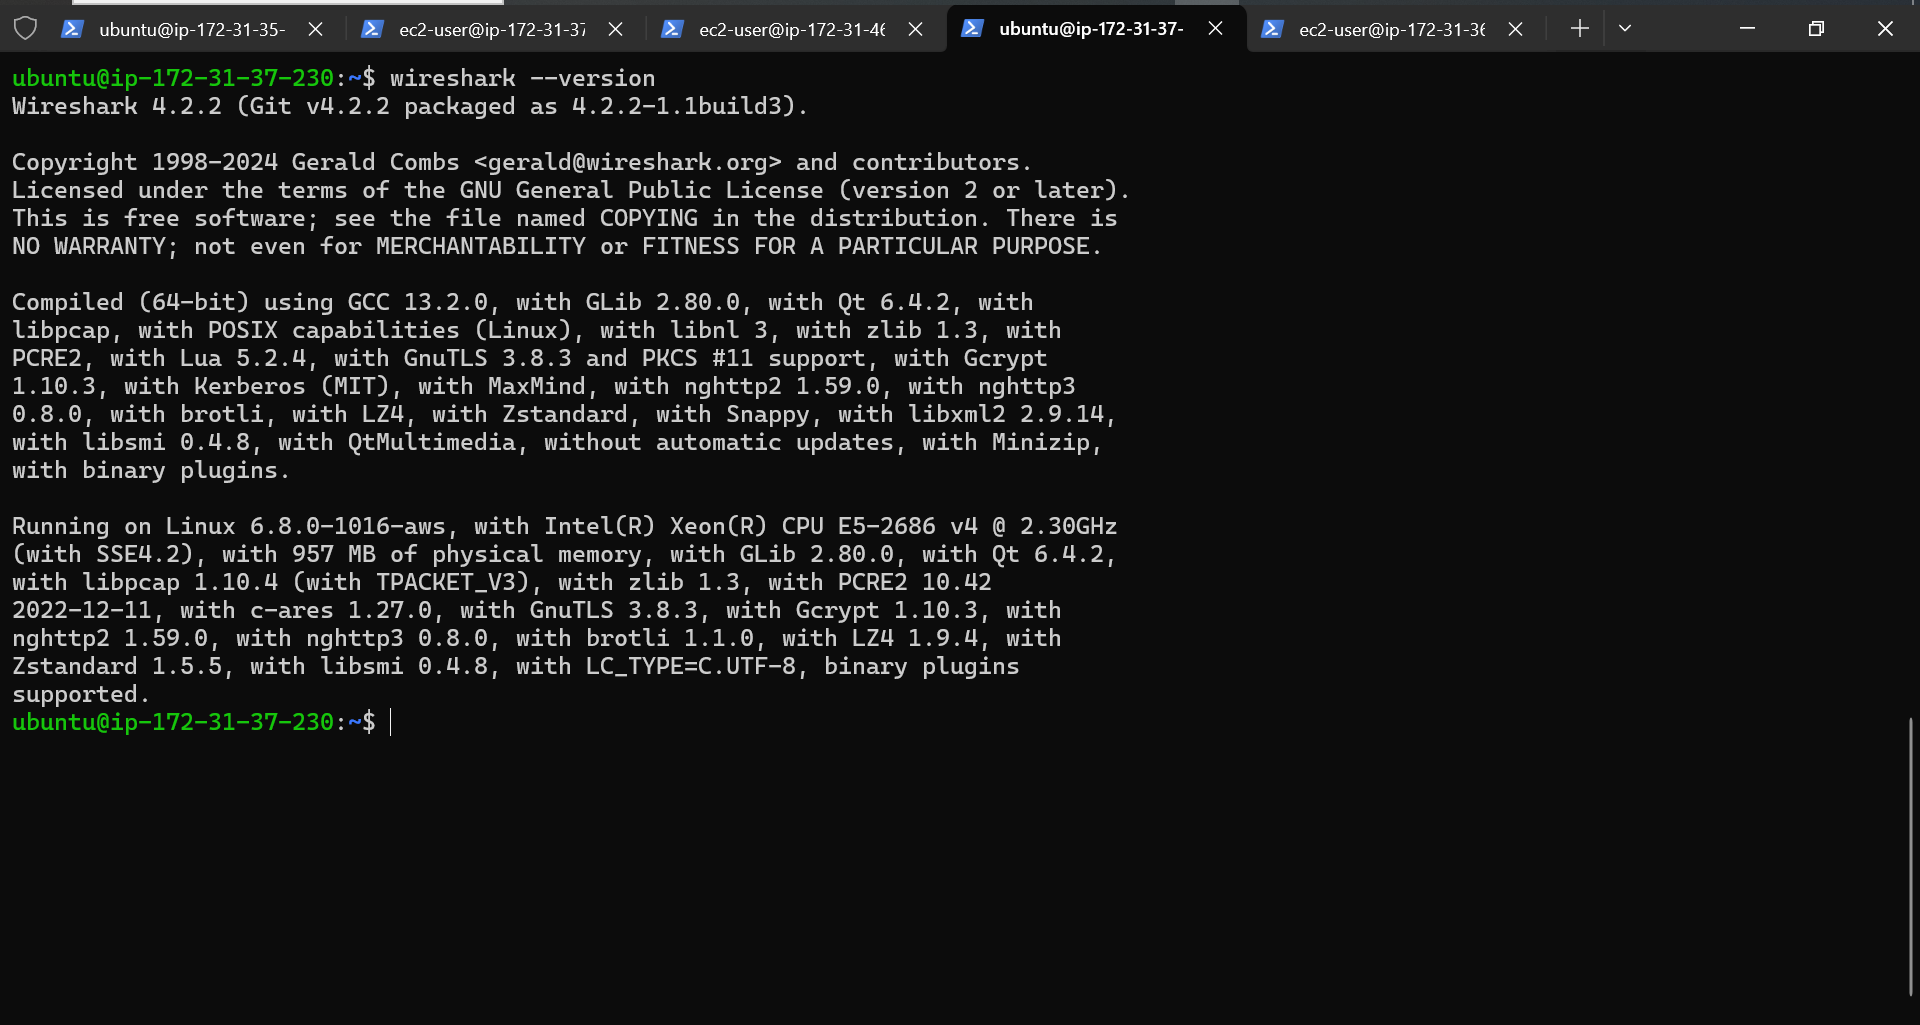 ubuntu@ip-172-31-35-
ec2-user@ip-172-31-37
ec2-user@ip-172-31-46
ubuntu@ip-172-31-37-
ec2-user@ip-172-31-36
ubuntu@ip-172-31-37-230:~$ wireshark --version
Wireshark 4.2.2 (Git v4.2.2 packaged as 4.2.2-1.1build3).
Copyright 1998-2024 Gerald Combs <gerald@wireshark.org> and contributors.
Licensed under the terms of the GNU General Public License (version 2 or later).
This is free software; see the file named COPYING in the distribution. There is
NO WARRANTY; not even for MERCHANTABILITY or FITNESS FOR A PARTICULAR PURPOSE.
Compiled (64-bit) using GCC 13.2.0, with GLib 2.80.0, with Qt 6.4.2, with
libpcap, with POSIX capabilities (Linux), with libnl 3, with zlib 1.3, with
PCRE2, with Lua 5.2.4, with GnuTLS 3.8.3 and PKCS #11 support, with Gcrypt
1.10.3, with Kerberos (MIT), with MaxMind, with nghttp2 1.59.0, with nghttp3
0.8.0, with brotli, with LZ4, with Zstandard, with Snappy, with libxml2 2.9.14,
with libsmi 0.4.8, with QtMultimedia, without automatic updates, with Minizip,
with binary plugins.
Running on Linux 6.8.0-1016-aws, with Intel(R) Xeon(R) CPU E5-2686 v4 @ 2.30GHz
(with SSE4.2), with 957 MB of physical memory, with GLib 2.80.0, with Qt 6.4.2,
with libpcap 1.10.4 (with TPACKET_V3), with zlib 1.3, with PCRE2 10.42
2022-12-11, with c-ares 1.27.0, with GnuTLS 3.8.3, with Gcrypt 1.10.3, with
nghttp2 1.59.0, with nghttp3 0.8.0, with brotli 1.1.0, with LZ4 1.9.4, with
Zstandard 1.5.5, with libsmi 0.4.8, with LC_TYPE=C.UTF-8, binary plugins
supported.
ubuntu@ip-172-31-37-230:~$